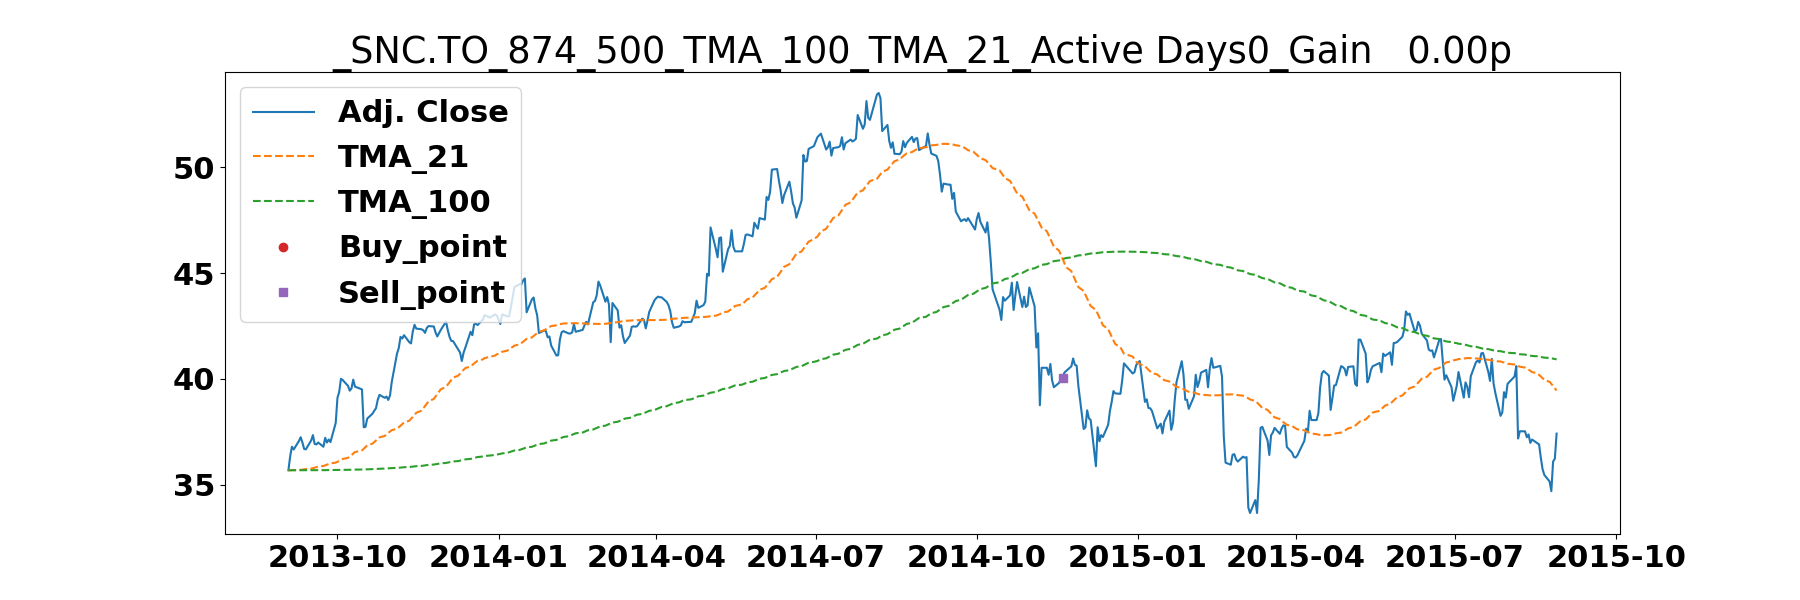 _SNC.TO_874_500_TMA_100_TMA_21_Active Days0_Gain   0.00p
Adj. Close
TMA_21
TMA_100
Buy_point
Sell_point
50
45
40
35
2013-10 2014-01 2014-04 2014-07 2014-10 2015-01 2015-04 2015-07 2015-10